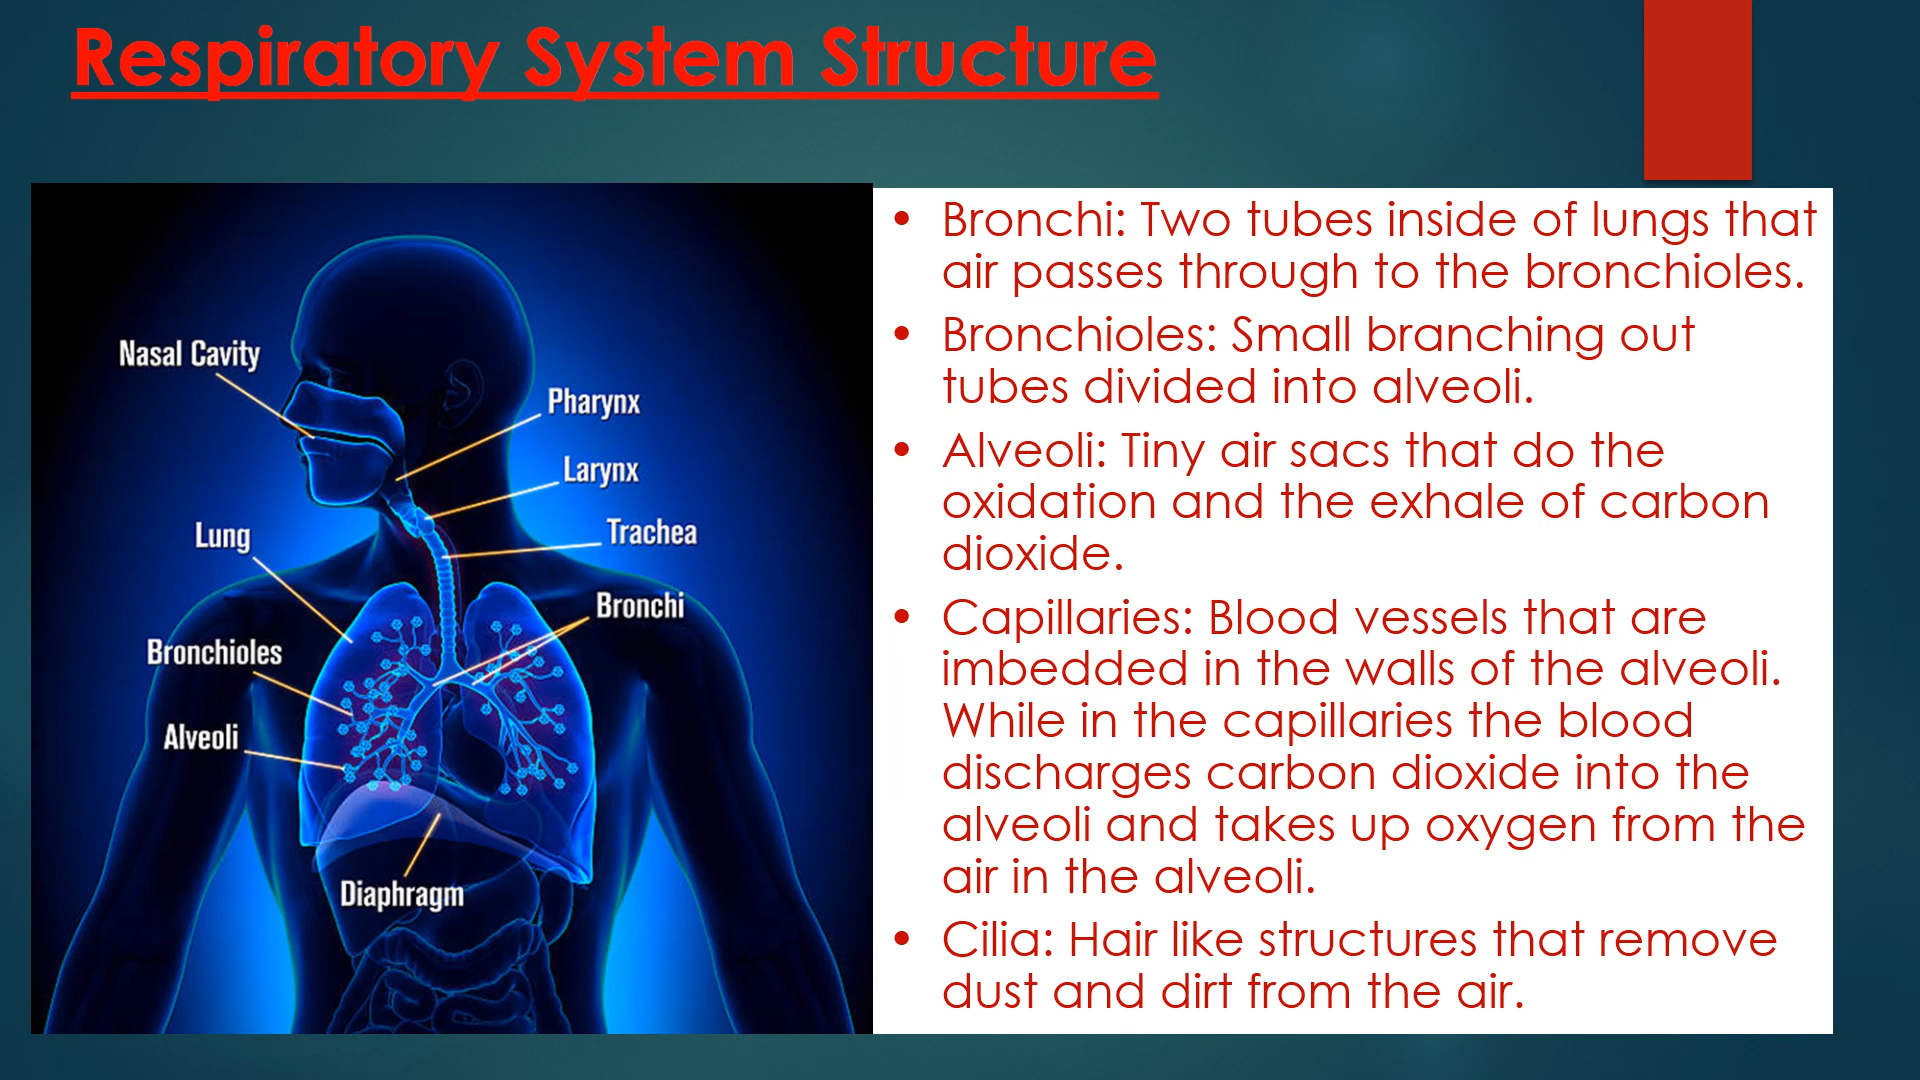 Respiratory System Structure
Nasal Cavity
Pharynx
Larynx
Lung
Trachea
Bronchi
Bronchioles
Alveoli
Diaphragm
• Bronchi: Two tubes inside of lungs that
air passes through to the bronchioles.
• Bronchioles: Small branching out
tubes divided into alveoli.
• Alveoli: Tiny air sacs that do the
oxidation and the exhale of carbon
dioxide.
• Capillaries: Blood vessels that are
imbedded in the walls of the alveoli.
While in the capillaries the blood
discharges carbon dioxide into the
alveoli and takes up oxygen from the
air in the alveoli.
• Cilia: Hair like structures that remove
dust and dirt from the air.